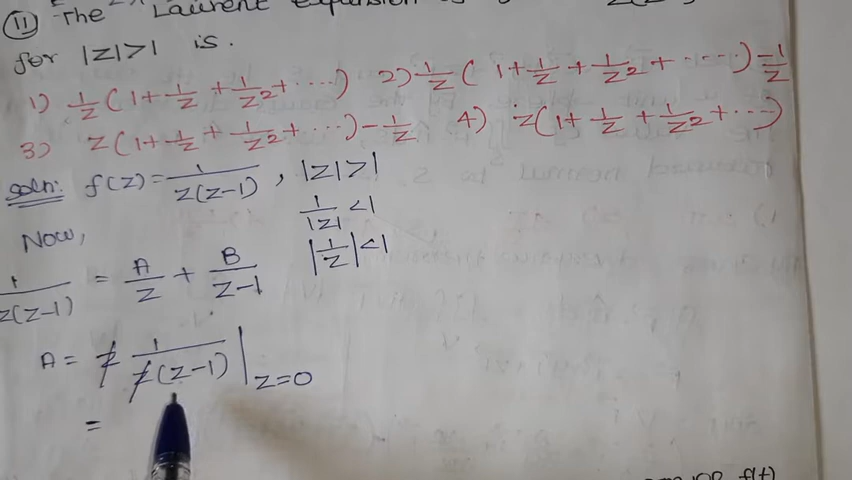 (11) The Laurent expansion
for |z|>1 is.
1) 1/z (1+1/z+1/z²+ ⋯) 2) 1/z (1+1/z+1/z²+ ⋯) -1/z
3) z(1+1/z+1/z²+⋯)-1/z 4) z(1+1/z+1/z²+⋯)
soln: f(z)=1/z(z-1), |z|>1
1/|z| <1
Now, |1/z|<1
1/z(z-1) = A/z + B/z-1
A= z 1/z(z-1) |z=0
=
f(t)